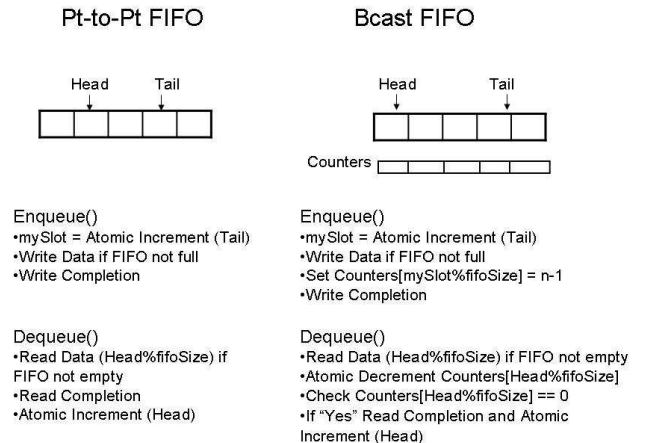 Pt-to-Pt FIFO
Head Tail
Enqueue()
•mySlot = Atomic Increment (Tail)
•Write Data if FIFO not full
•Write Completion
Dequeue()
•Read Data (Head%fifoSize) if
FIFO not empty
•Read Completion
•Atomic Increment (Head)
Bcast FIFO
Head Tail
Counters
Enqueue()
•mySlot = Atomic Increment (Tail)
•Write Data if FIFO not full
•Set Counters[mySlot%fifoSize] = n-1
•Write Completion
Dequeue()
•Read Data (Head%fifoSize) if FIFO not empty
•Atomic Decrement Counters[Head%fifoSize]
•Check Counters[Head%fifoSize] == 0
•If “Yes” Read Completion and Atomic
Increment (Head)